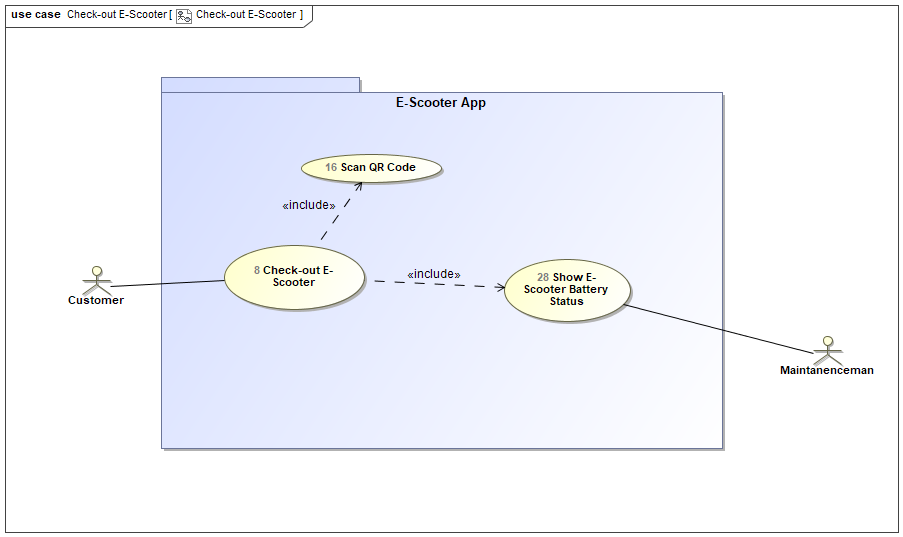 use case Check-out E-Scooter [ Check-out E-Scooter ]
E-Scooter App
16 Scan QR Code
«include»
8 Check-out E-
Scooter
«include»
28 Show E-
Scooter Battery
Status
Customer
Maintanenceman